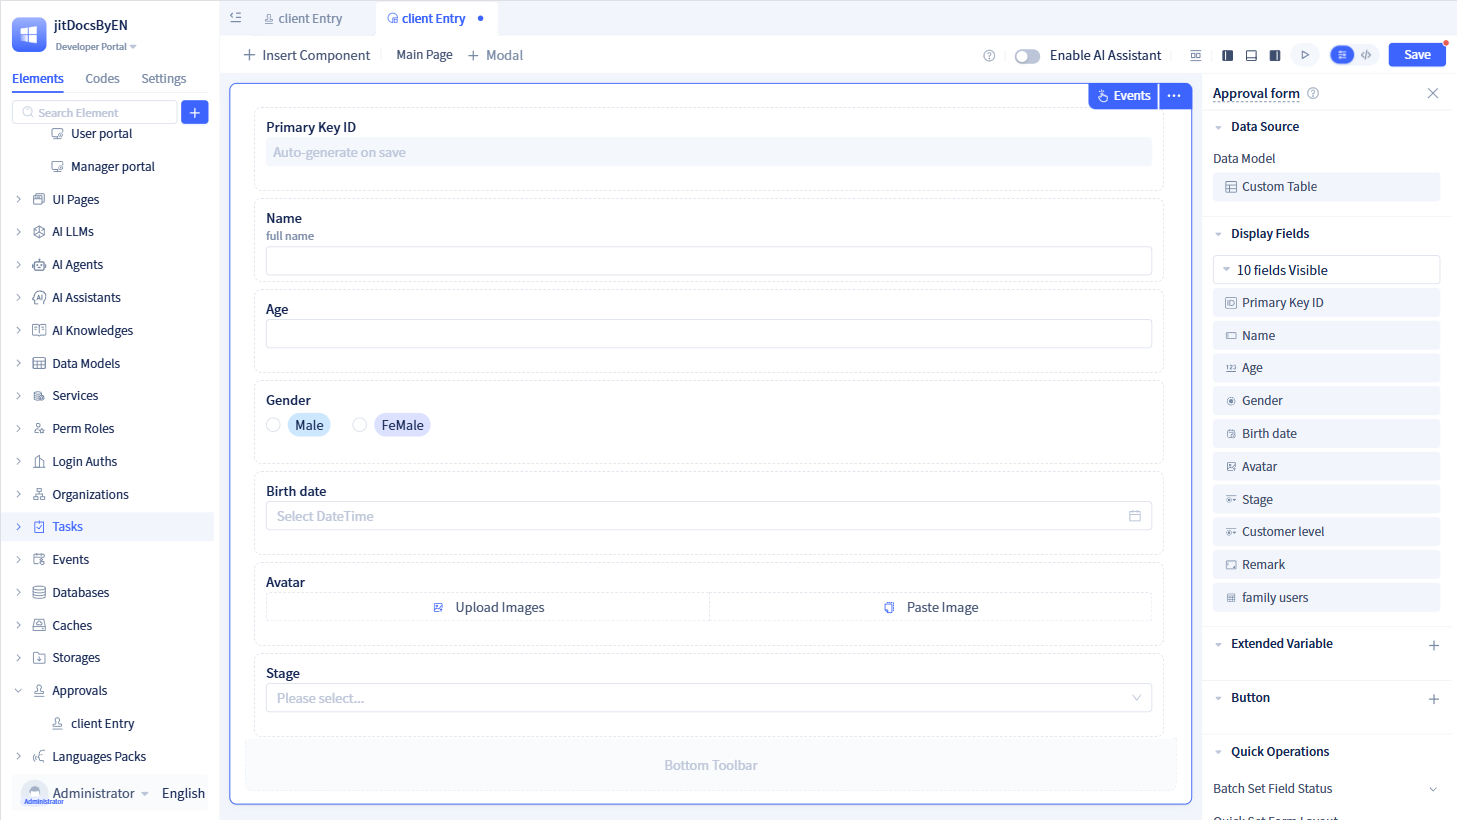 jitDocsByEN
Developer Portal
Elements
Codes
Settings
Search Element
User portal
Manager portal
UI Pages
AI LLMs
AI Agents
AI Assistants
AI Knowledges
Data Models
Services
Perm Roles
Login Auths
Organizations
Tasks
Events
Databases
Caches
Storages
Approvals
client Entry
Languages Packs
Administrator
Administrator
English
client Entry
client Entry
Insert Component
Main Page
Modal
Enable AI Assistant
Save
Events
Primary Key ID
Auto-generate on save
Name
full name
Age
Gender
Male
FeMale
Birth date
Select DateTime
Avatar
Upload Images
Paste Image
Stage
Please select...
Bottom Toolbar
Approval form
Data Source
Data Model
Custom Table
Display Fields
10 fields Visible
Primary Key ID
Name
Age
Gender
Birth date
Avatar
Stage
Customer level
Remark
family users
Extended Variable
Button
Quick Operations
Batch Set Field Status
Quick Set Form Layout